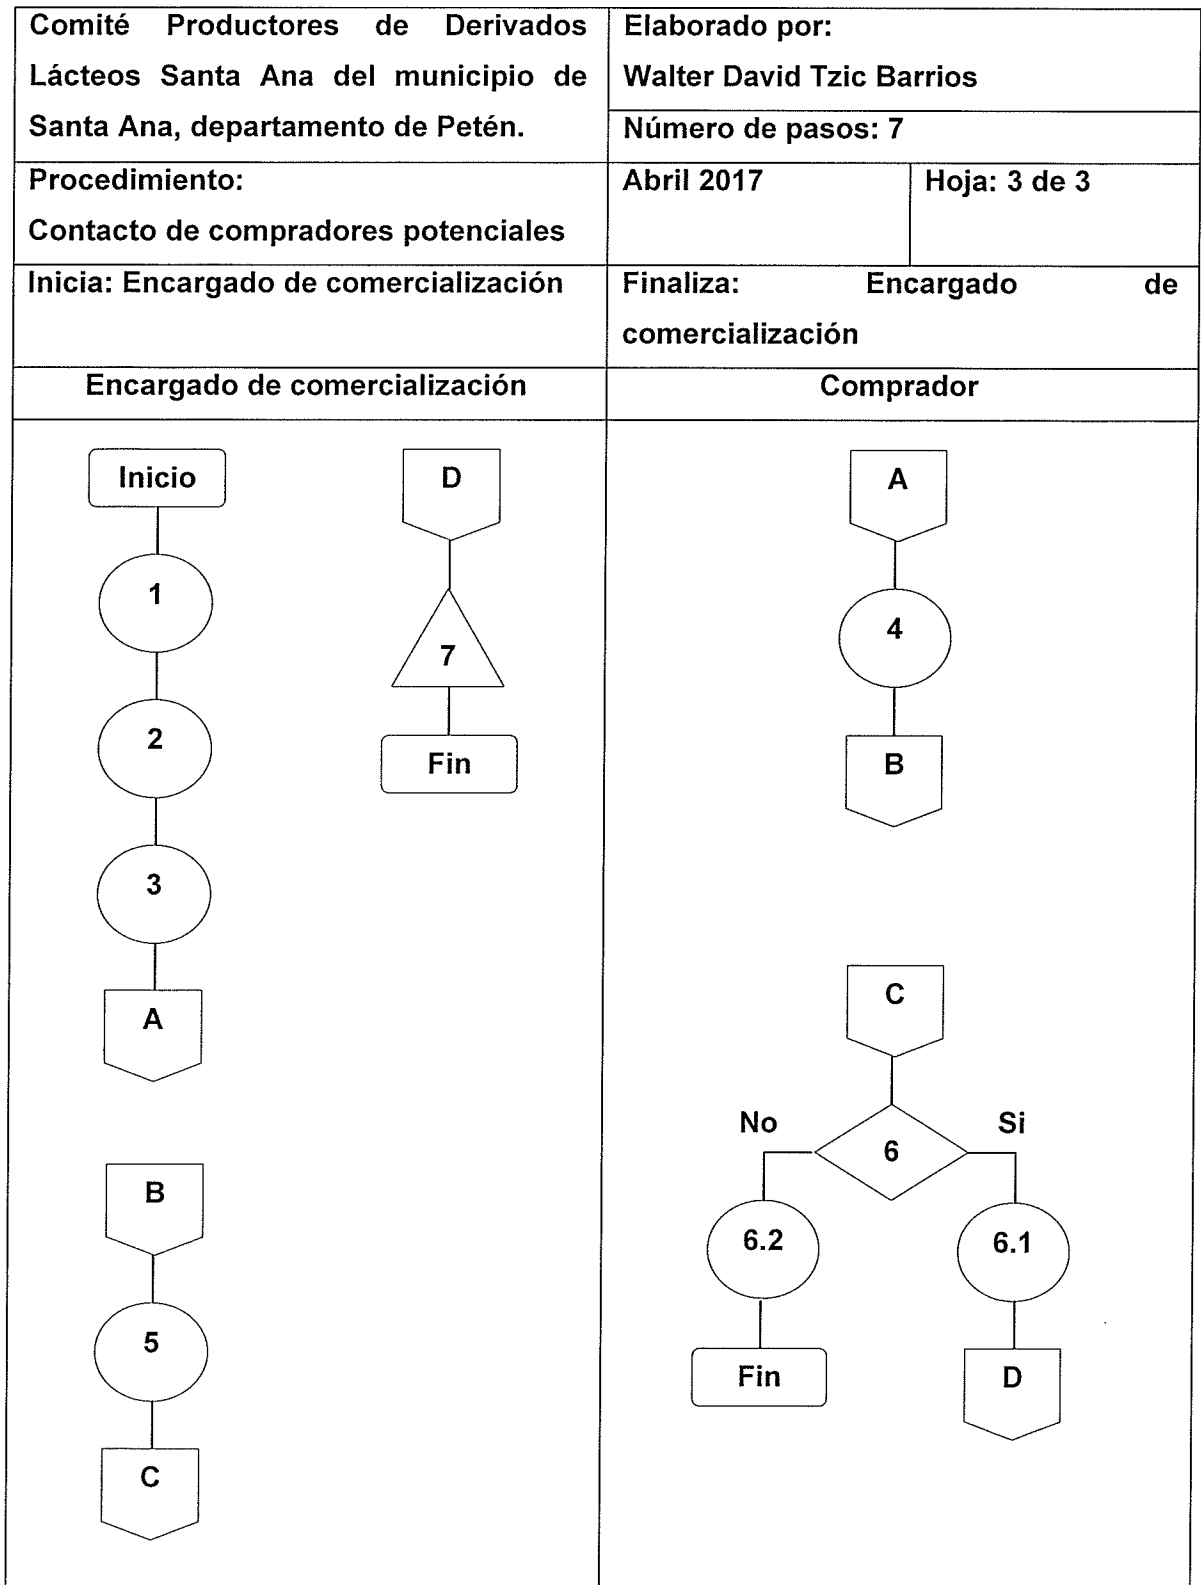 Comité Productores de Derivados
Lácteos Santa Ana del municipio de
Santa Ana, departamento de Petén.
Elaborado por:
Walter David Tzic Barrios
Número de pasos: 7
Procedimiento:
Contacto de compradores potenciales
Abril 2017
Hoja: 3 de 3
Inicia: Encargado de comercialización
Finaliza: Encargado de
comercialización
Encargado de comercialización
Comprador
Inicio
1
2
3
A
B
5
C
D
7
Fin
A
4
B
C
No
6
Si
6.2
6.1
Fin
D